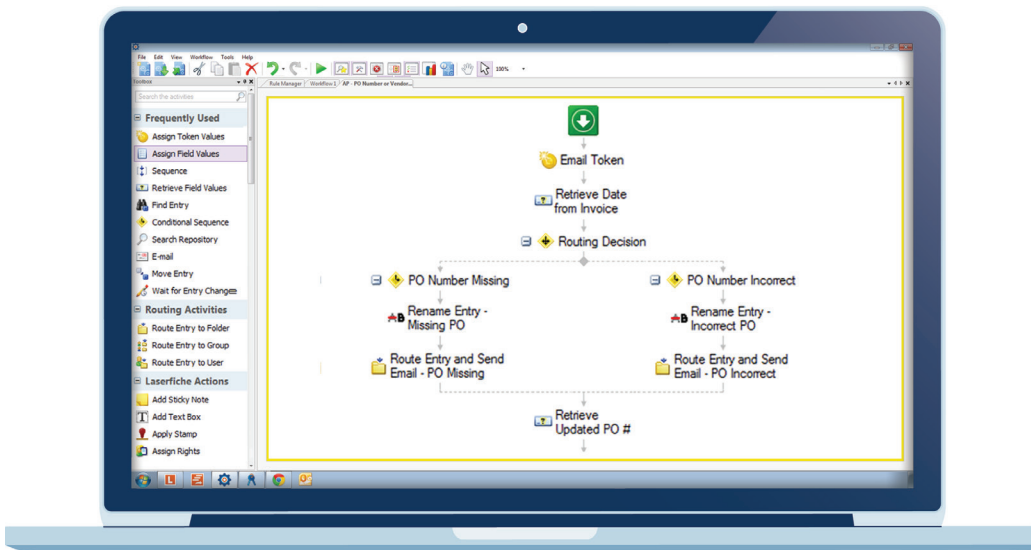 File Edit View Workflow Tools Help
100%
Toolbox
Rule Manager / Workflow 1 / AP - PO Number or Vendor...
Search the activities
Frequently Used
Assign Token Values
Assign Field Values
Sequence
Retrieve Field Values
Find Entry
Conditional Sequence
Search Repository
E-mail
Move Entry
Wait for Entry Change
Routing Activities
Route Entry to Folder
Route Entry to Group
Route Entry to User
Laserfiche Actions
Add Sticky Note
Add Text Box
Apply Stamp
Assign Rights
Email Token
Retrieve Date
from Invoice
Routing Decision
PO Number Missing
PO Number Incorrect
Rename Entry -
Missing PO
Rename Entry -
Incorrect PO
Route Entry and Send
Email - PO Missing
Route Entry and Send
Email - PO Incorrect
Retrieve
Updated PO #